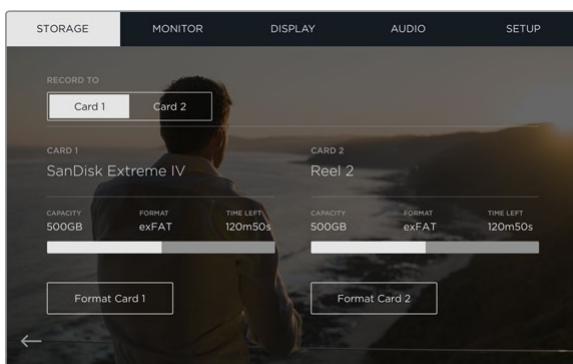 STORAGE MONITOR DISPLAY AUDIO SETUP
RECORD TO
Card 1 Card 2
CARD 1 CARD 2
SanDisk Extreme IV Reel 2
CAPACITY FORMAT TIME LEFT CAPACITY FORMAT TIME LEFT
500GB exFAT 120m50s 500GB exFAT 120m50s
Format Card 1 Format Card 2